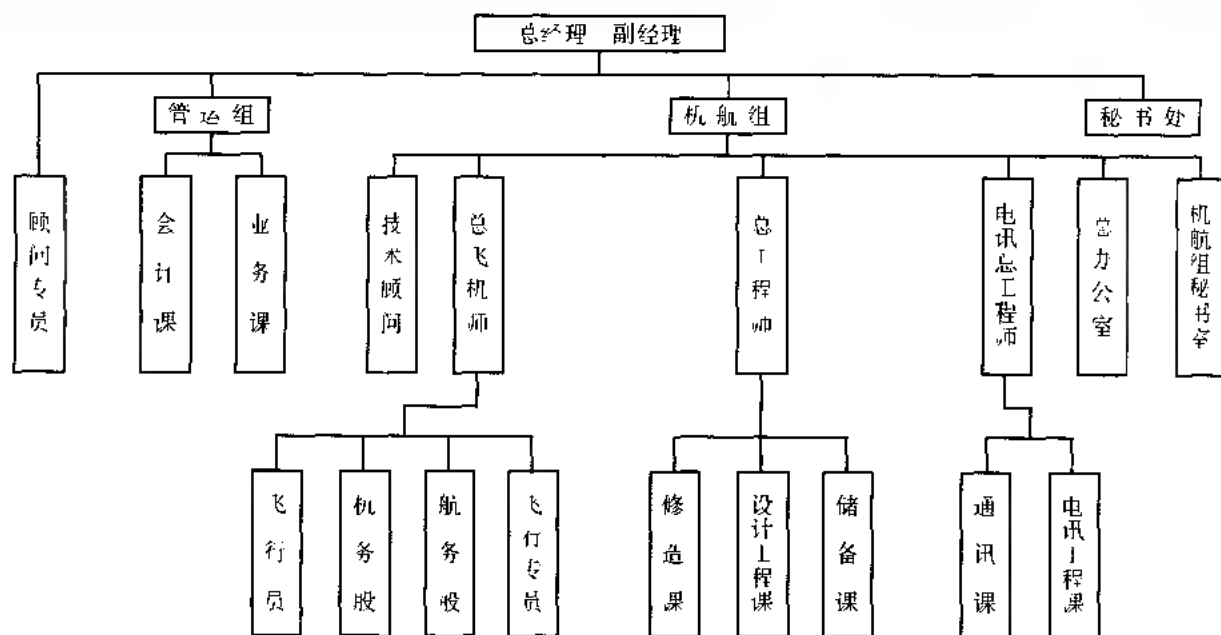 总经理 副经理
管运组
机航组
秘书处
顾问专员
会计课
业务课
技术顾问
总飞机师
总工程师
电讯总工程师
总办公室
机航组秘书室
飞行员
机务股
航务股
飞行专员
修造课
设计工程课
储备课
通讯课
电讯工程课